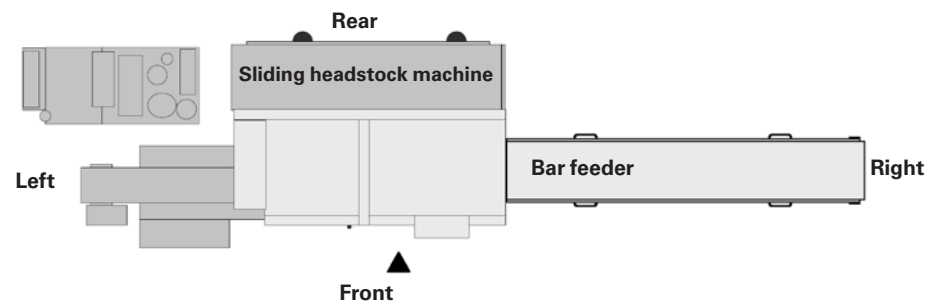 Rear
Sliding headstock machine
Left
Bar feeder
Right
Front